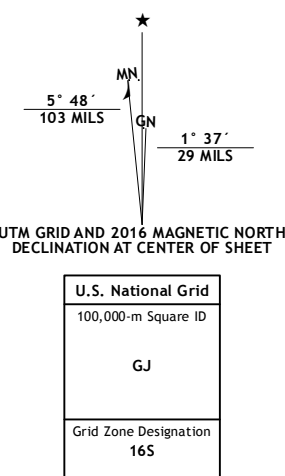 ★
MN.
GN
5° 48´
103 MILS
1° 37´
29 MILS
UTM GRID AND 2016 MAGNETIC NORTH
DECLINATION AT CENTER OF SHEET
U.S. National Grid
100,000-m Square ID
GJ
Grid Zone Designation
16S